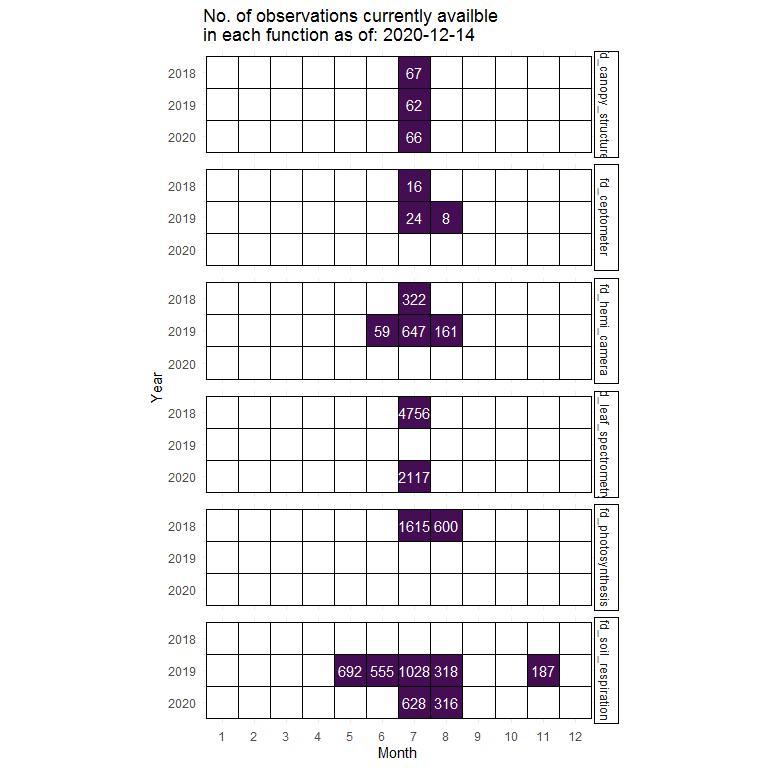 No. of observations currently availble
in each function as of: 2020-12-14
2018 67
2019 62
2020 66
fd_canopy_structure
2018 16
2019 24 8
2020
fd_ceptometer
2018 322
2019 59 647 161
2020
fd_hemi_camera
Year
2018 4756
2019
2020 2117
d_leaf_spectrometry
2018 1615 600
2019
2020
fd_photosynthesis
2018
2019 692 555 1028 318 187
2020 628 316
fd_soil_respiration
1 2 3 4 5 6 7 8 9 10 11 12
Month